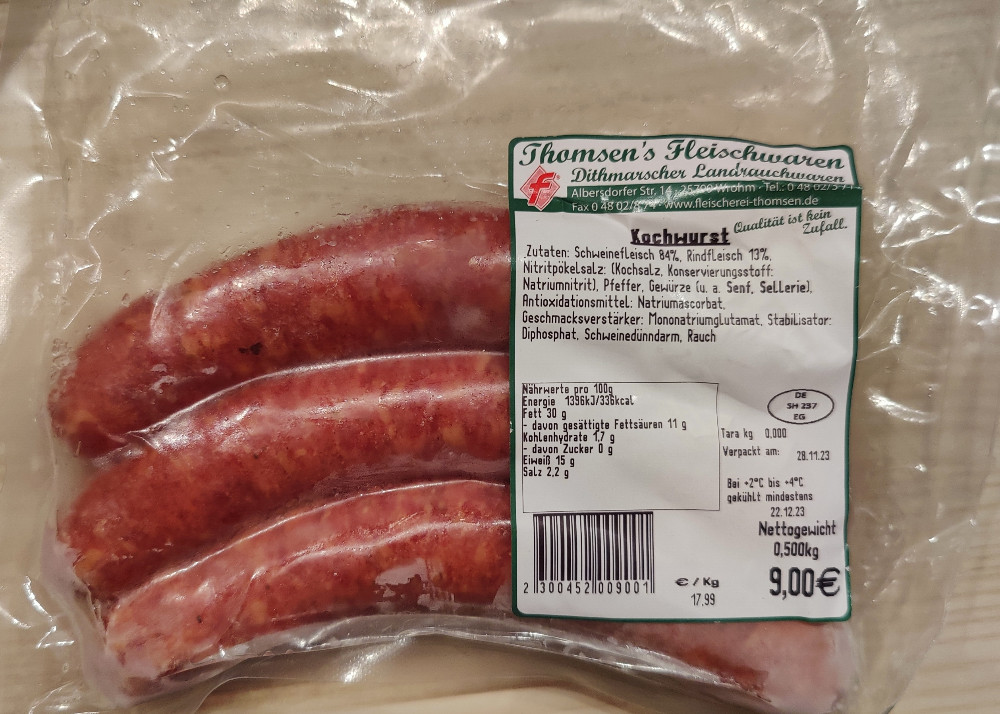 Thomsen's Fleischwaren
Dithmarscher Landrauchwaren
Albersdorfer Str. 14 · 25799 Wrohm · Tel.: 0 48 02/
Fax 0 48 02/ · www.fleischerei-thomsen.de
Qualität ist kein
Zufall.
Kochwurst
Zutaten: Schweinefleisch 84%, Rindfleisch 13%,
Nitritpökelsalz: (Kochsalz, Konservierungsstoff:
Natriumnitrit), Pfeffer, Gewürze (u. a. Senf, Sellerie),
Antioxidationsmittel: Natriumascorbat,
Geschmacksverstärker: Mononatriumglutamat, Stabilisator:
Diphosphat, Schweinedünndarm, Rauch
Nährwerte pro 100g
Energie 1396kJ/336kcal
Fett 30 g
- davon gesättigte Fettsäuren 11 g
Kohlenhydrate 1,7 g
- davon Zucker 0 g
Eiweiß 15 g
Salz 2,2 g
DE
SH 237
EG
Tara kg 0,000
Verpackt am: 28.11.23
Bei +2°C bis +4°C
gekühlt mindestens
22.12.23
Nettogewicht
0,500kg
€ / Kg
17,99
9,00€
2 300452 009001